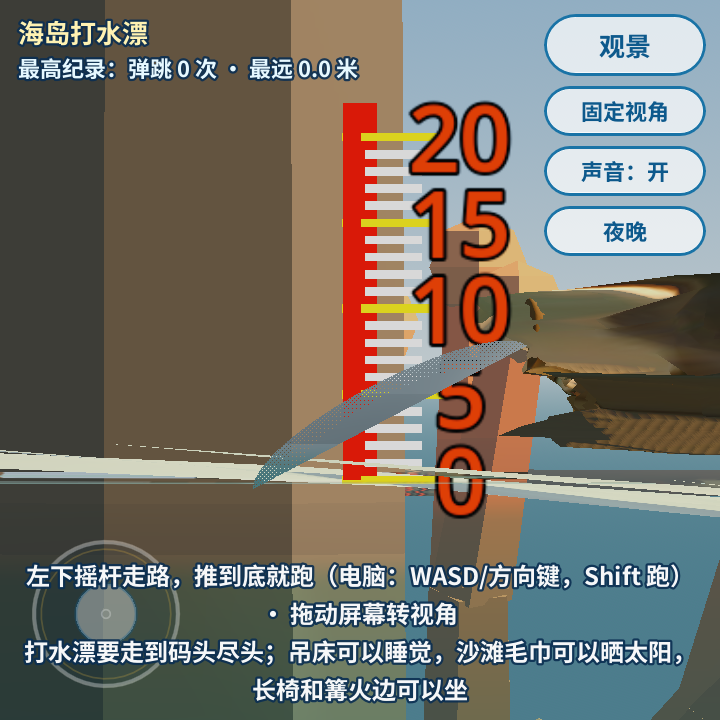 海岛打水漂
最高纪录：弹跳 0 次 · 最远 0.0 米
观景
固定视角
声音：开
夜晚
20
15
10
5
0
左下摇杆走路，推到底就跑（电脑：WASD/方向键，Shift 跑）
· 拖动屏幕转视角
打水漂要走到码头尽头；吊床可以睡觉，沙滩毛巾可以晒太阳，
长椅和篝火边可以坐